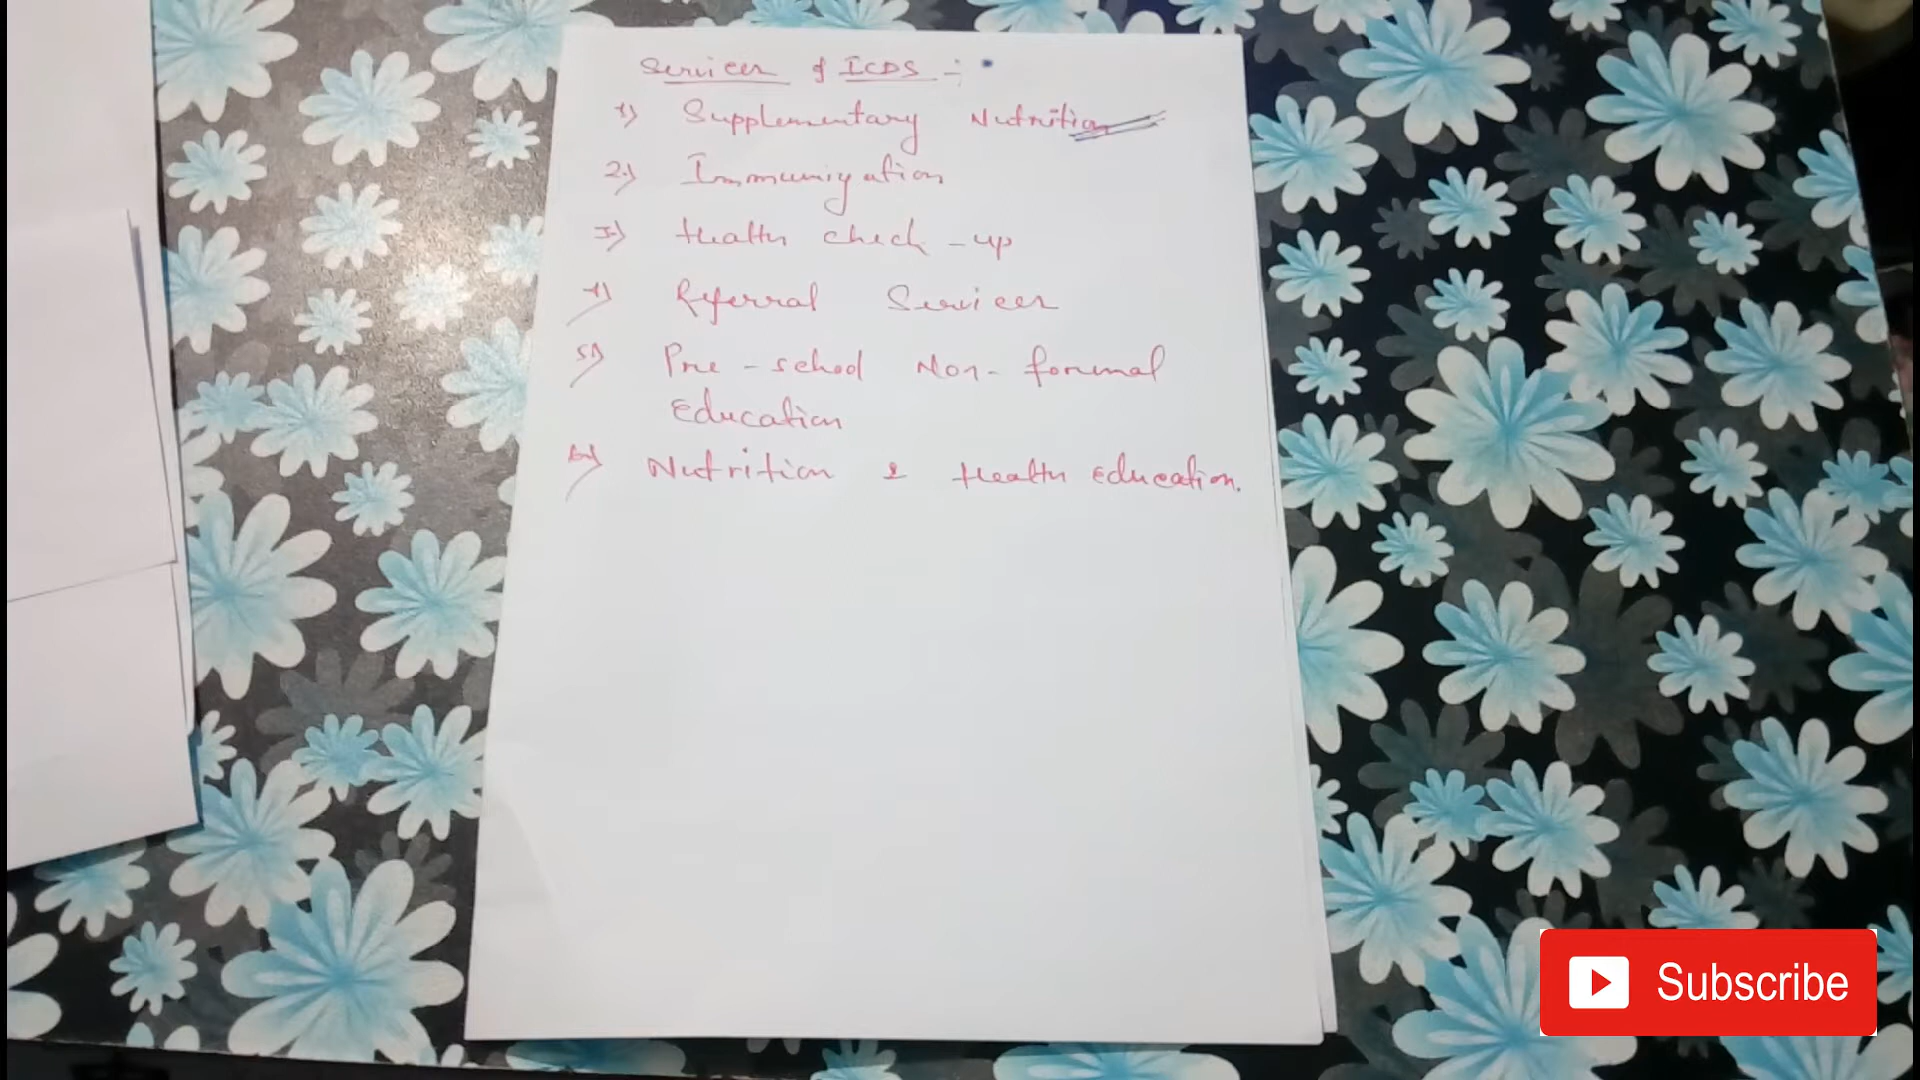 Services of ICDS :-
1) Supplementary Nutrition
2) Immunization
3) Health check-up
4) Referral Services
5) Pre-school Non-formal
Education
6) Nutrition & Health Education.
Subscribe